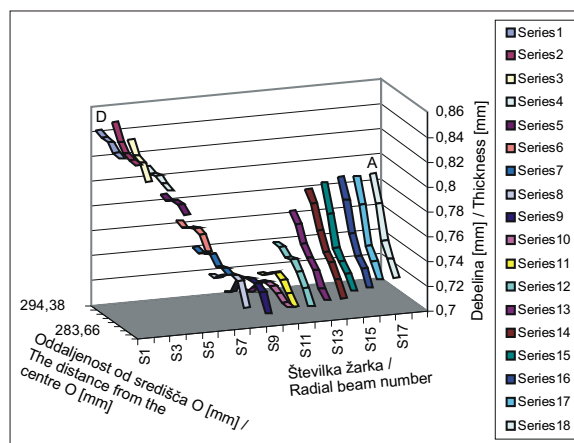 D
A
0,86
0,84
0,82
0,8
0,78
0,76
0,74
0,72
0,7
Debelina [mm] / Thickness [mm]
294,38
283,66
Oddaljenost od središča O [mm] /
The distance from the
centre O [mm]
S1
S3
S5
S7
S9
S11
S13
S15
S17
Številka žarka /
Radial beam number
Series1
Series2
Series3
Series4
Series5
Series6
Series7
Series8
Series9
Series10
Series11
Series12
Series13
Series14
Series15
Series16
Series17
Series18